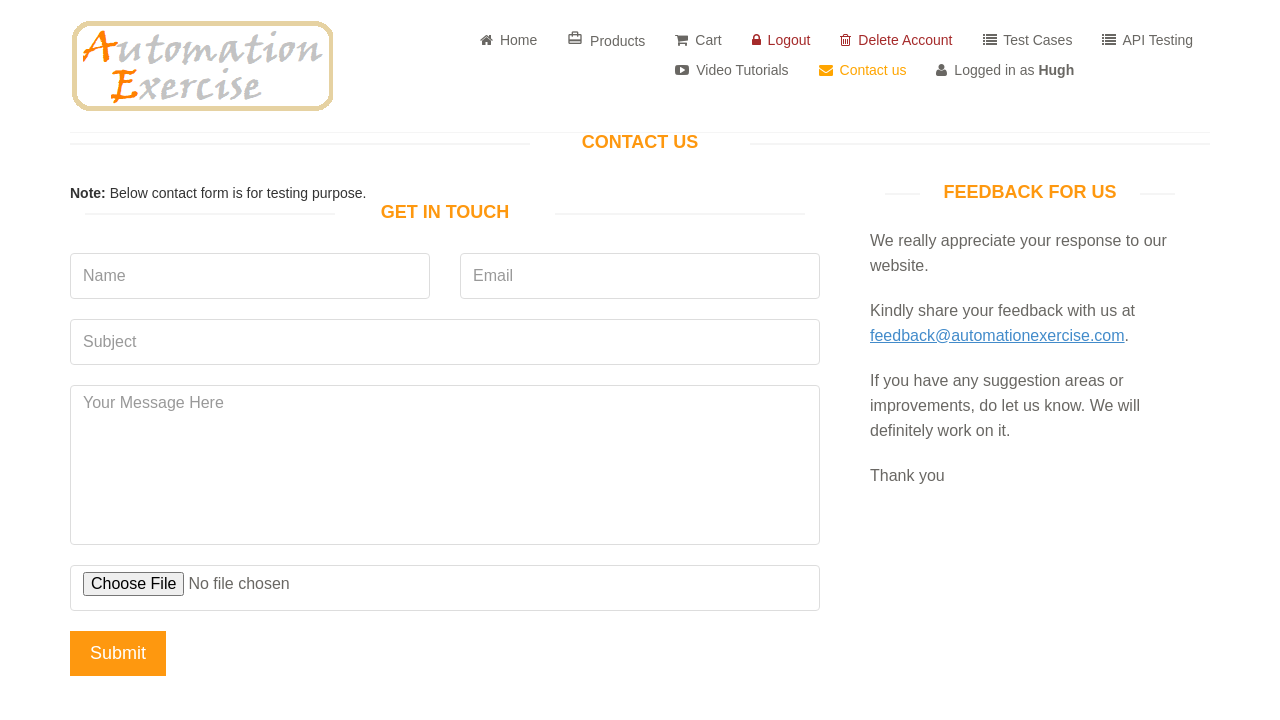 Automation
Exercise
Home
Products
Cart
Logout
Delete Account
Test Cases
API Testing
Video Tutorials
Contact us
Logged in as Hugh
CONTACT US
Note: Below contact form is for testing purpose.
GET IN TOUCH
Name
Email
Subject
Your Message Here
Choose File No file chosen
Submit
FEEDBACK FOR US
We really appreciate your response to our
website.
Kindly share your feedback with us at
feedback@automationexercise.com.
If you have any suggestion areas or
improvements, do let us know. We will
definitely work on it.
Thank you